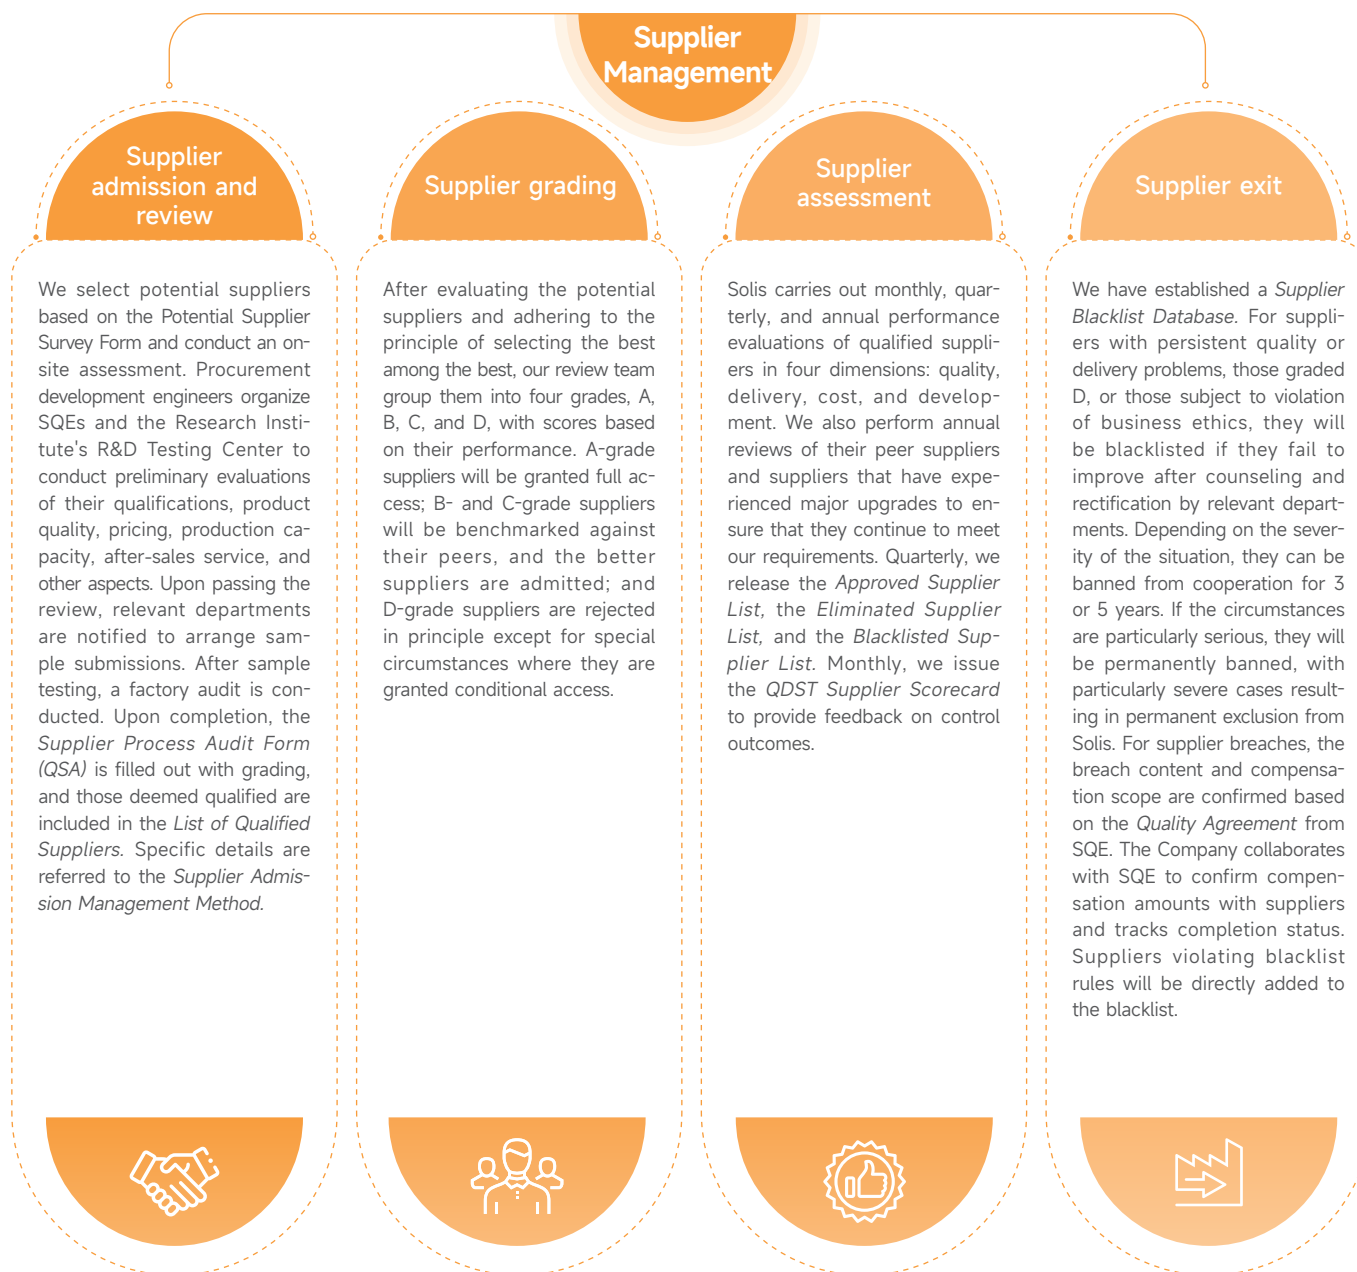 Supplier
Management
Supplier
admission and
review
We select potential suppliers
based on the Potential Supplier
Survey Form and conduct an on-
site assessment. Procurement
development engineers organize
SQEs and the Research Insti-
tute's R&D Testing Center to
conduct preliminary evaluations
of their qualifications, product
quality, pricing, production ca-
pacity, after-sales service, and
other aspects. Upon passing the
review, relevant departments
are notified to arrange sam-
ple submissions. After sample
testing, a factory audit is con-
ducted. Upon completion, the
Supplier Process Audit Form
(QSA) is filled out with grading,
and those deemed qualified are
included in the List of Qualified
Suppliers. Specific details are
referred to the Supplier Admis-
sion Management Method.
Supplier grading
After evaluating the potential
suppliers and adhering to the
principle of selecting the best
among the best, our review team
group them into four grades, A,
B, C, and D, with scores based
on their performance. A-grade
suppliers will be granted full ac-
cess; B- and C-grade suppliers
will be benchmarked against
their peers, and the better
suppliers are admitted; and
D-grade suppliers are rejected
in principle except for special
circumstances where they are
granted conditional access.
Supplier
assessment
Solis carries out monthly, quar-
terly, and annual performance
evaluations of qualified suppli-
ers in four dimensions: quality,
delivery, cost, and develop-
ment. We also perform annual
reviews of their peer suppliers
and suppliers that have expe-
rienced major upgrades to en-
sure that they continue to meet
our requirements. Quarterly, we
release the Approved Supplier
List, the Eliminated Supplier
List, and the Blacklisted Sup-
plier List. Monthly, we issue
the QDST Supplier Scorecard
to provide feedback on control
outcomes.
Supplier exit
We have established a Supplier
Blacklist Database. For suppli-
ers with persistent quality or
delivery problems, those graded
D, or those subject to violation
of business ethics, they will
be blacklisted if they fail to
improve after counseling and
rectification by relevant depart-
ments. Depending on the sever-
ity of the situation, they can be
banned from cooperation for 3
or 5 years. If the circumstances
are particularly serious, they will
be permanently banned, with
particularly severe cases result-
ing in permanent exclusion from
Solis. For supplier breaches, the
breach content and compensa-
tion scope are confirmed based
on the Quality Agreement from
SQE. The Company collaborates
with SQE to confirm compen-
sation amounts with suppliers
and tracks completion status.
Suppliers violating blacklist
rules will be directly added to
the blacklist.